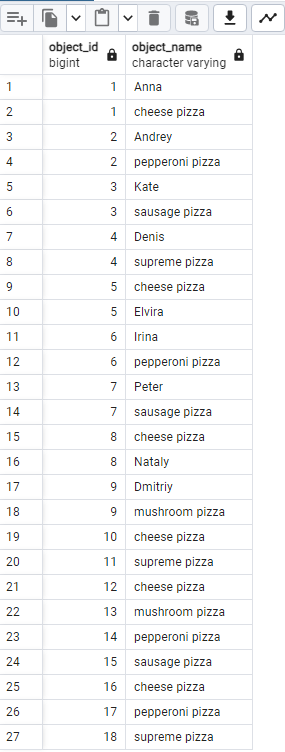 object_id object_name
bigint character varying
1 1 Anna
2 1 cheese pizza
3 2 Andrey
4 2 pepperoni pizza
5 3 Kate
6 3 sausage pizza
7 4 Denis
8 4 supreme pizza
9 5 cheese pizza
10 5 Elvira
11 6 Irina
12 6 pepperoni pizza
13 7 Peter
14 7 sausage pizza
15 8 cheese pizza
16 8 Nataly
17 9 Dmitriy
18 9 mushroom pizza
19 10 cheese pizza
20 11 supreme pizza
21 12 cheese pizza
22 13 mushroom pizza
23 14 pepperoni pizza
24 15 sausage pizza
25 16 cheese pizza
26 17 pepperoni pizza
27 18 supreme pizza